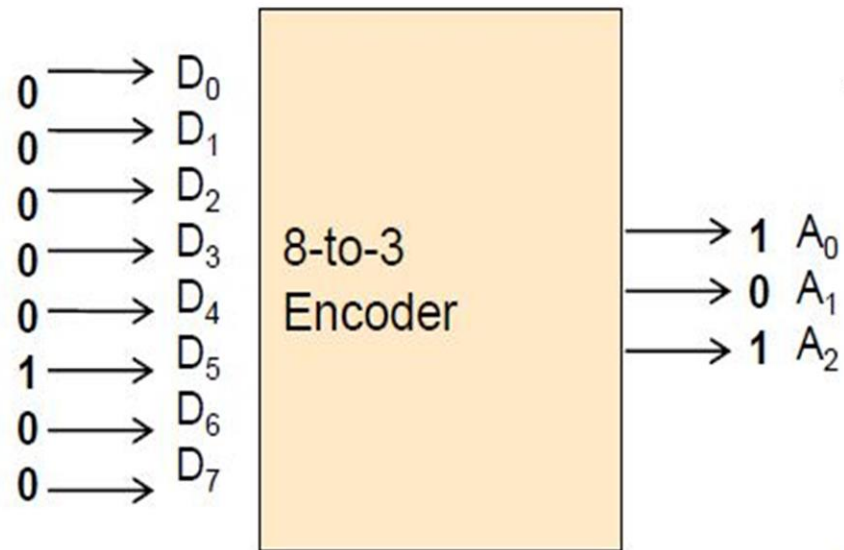 0 D₀
0 D₁
0 D₂
0 D₃
0 D₄
1 D₅
0 D₆
0 D₇
8-to-3
Encoder
1 A₀
0 A₁
1 A₂